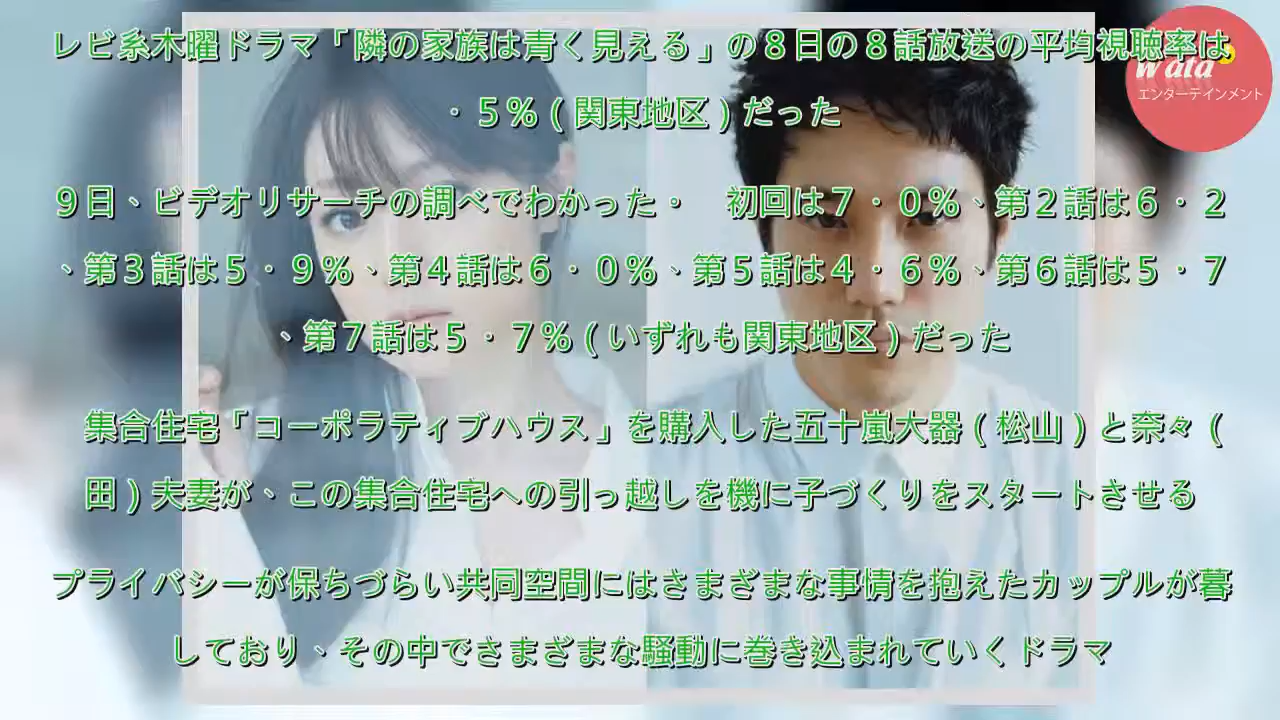 レビ系木曜ドラマ「隣の家族は青く見える」の８日の８話放送の平均視聴率は
・５％（関東地区）だった
９日、ビデオリサーチの調べでわかった・　初回は７・０％、第２話は６・２
、第３話は５・９％、第４話は６・０％、第５話は４・６％、第６話は５・７
、第７話は５・７％（いずれも関東地区）だった
集合住宅「コーポラティブハウス」を購入した五十嵐大器（松山）と奈々（
田）夫妻が、この集合住宅への引っ越しを機に子づくりをスタートさせる
プライバシーが保ちづらい共同空間にはさまざまな事情を抱えたカップルが暮
しており、その中でさまざまな騒動に巻き込まれていくドラマ
Wata
エンターテインメント